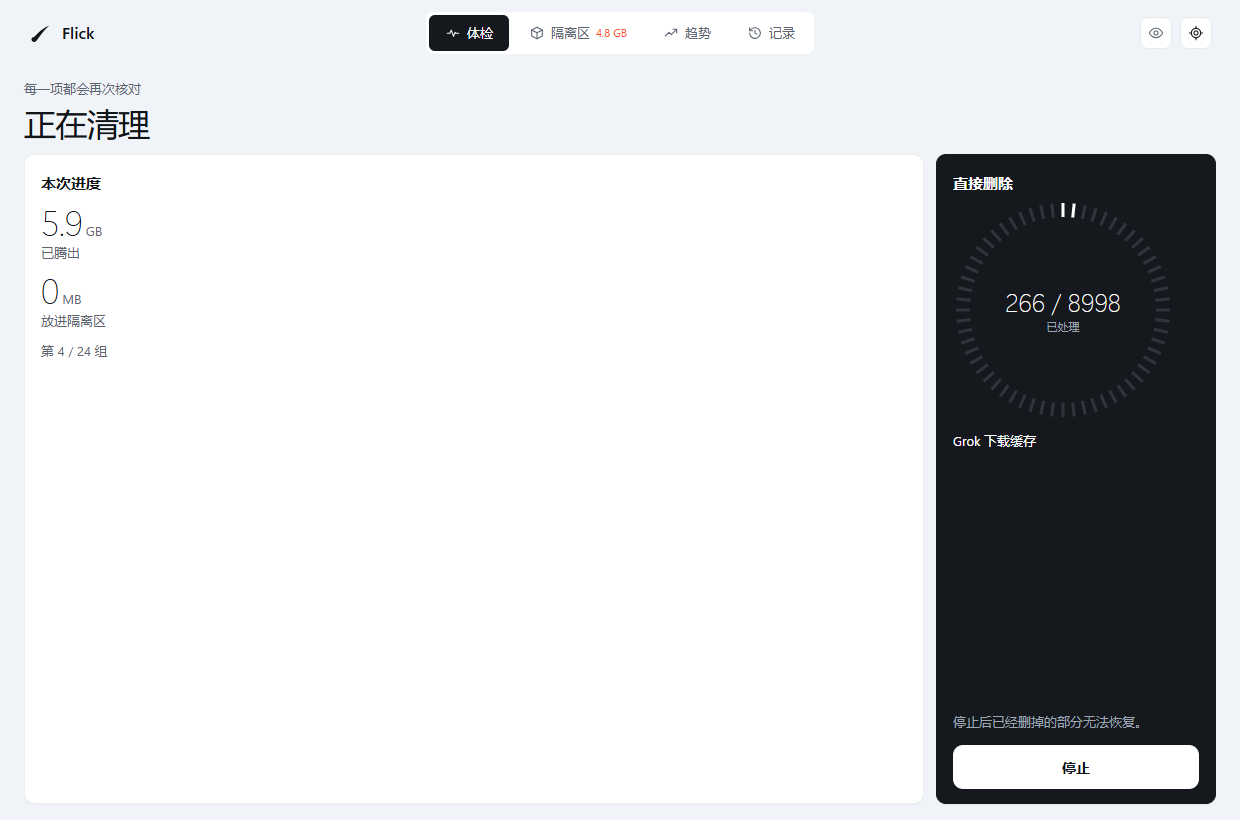 Flick
体检
隔离区 4.8 GB
趋势
记录
每一项都会再次核对
正在清理
本次进度
5.9 GB
已腾出
0 MB
放进隔离区
第 4 / 24 组
直接删除
266 / 8998
已处理
Grok 下载缓存
停止后已经删掉的部分无法恢复。
停止